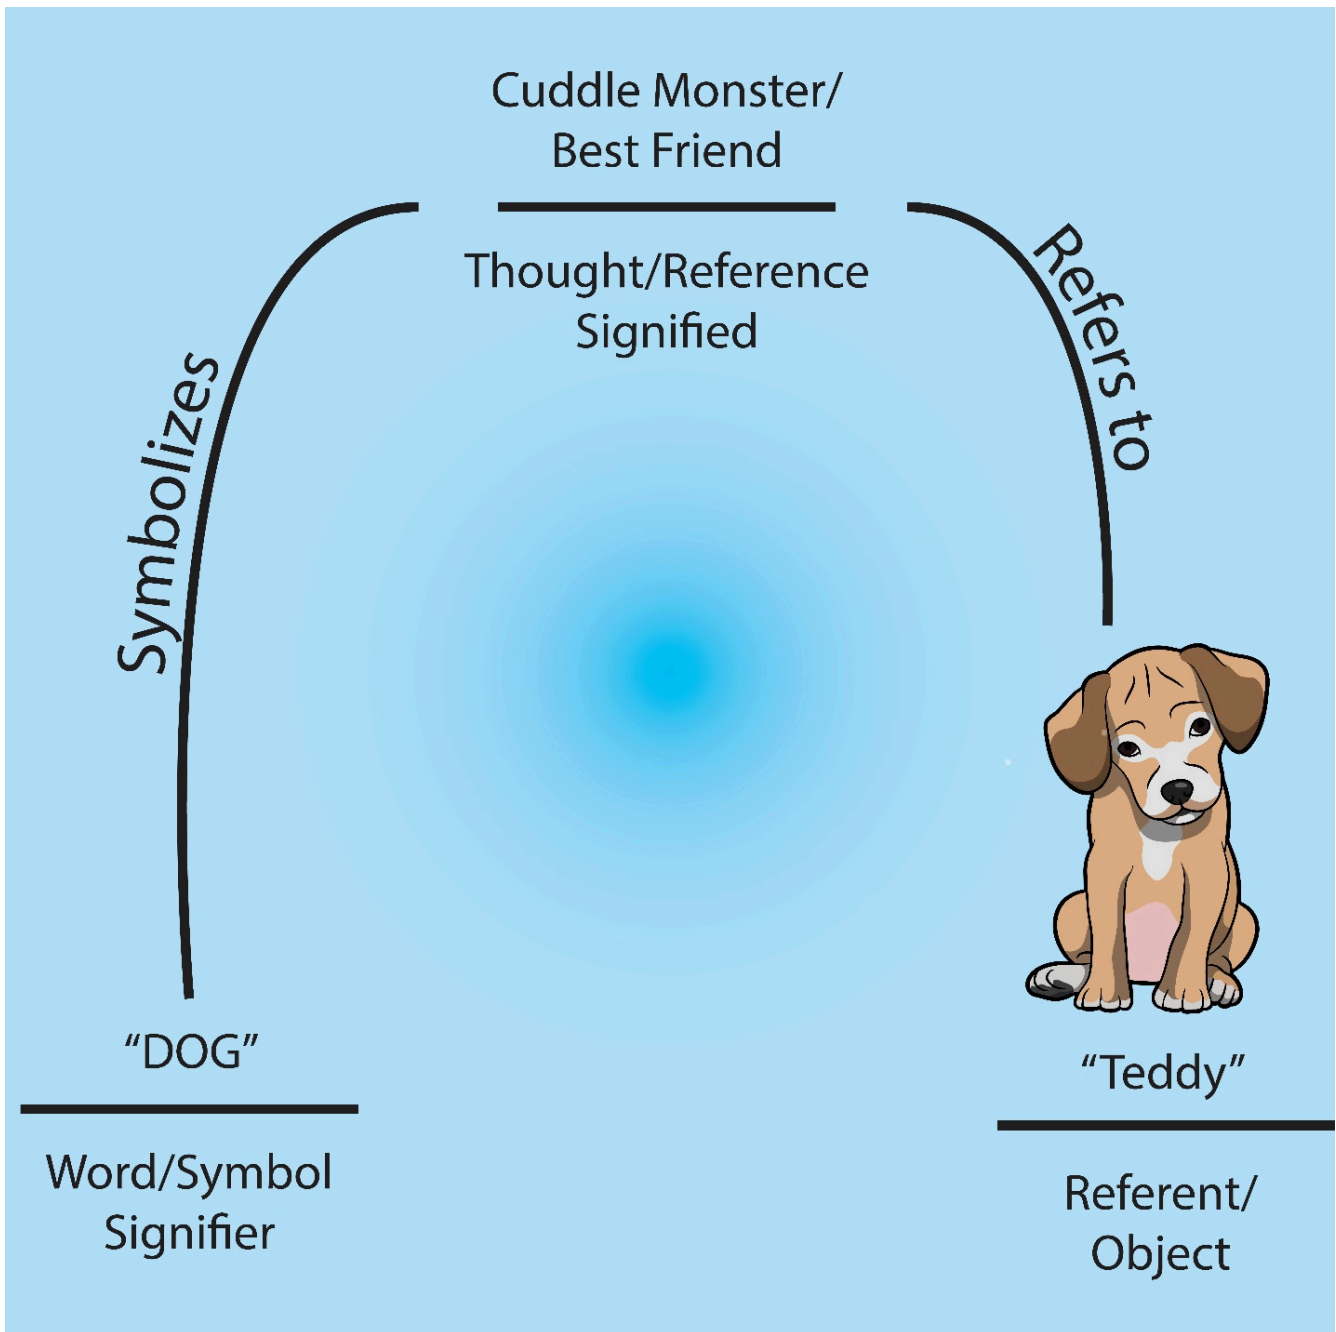 Cuddle Monster/
Best Friend
Thought/Reference
Signified
Symbolizes
Refers to
“DOG”
Word/Symbol
Signifier
“Teddy”
Referent/
Object